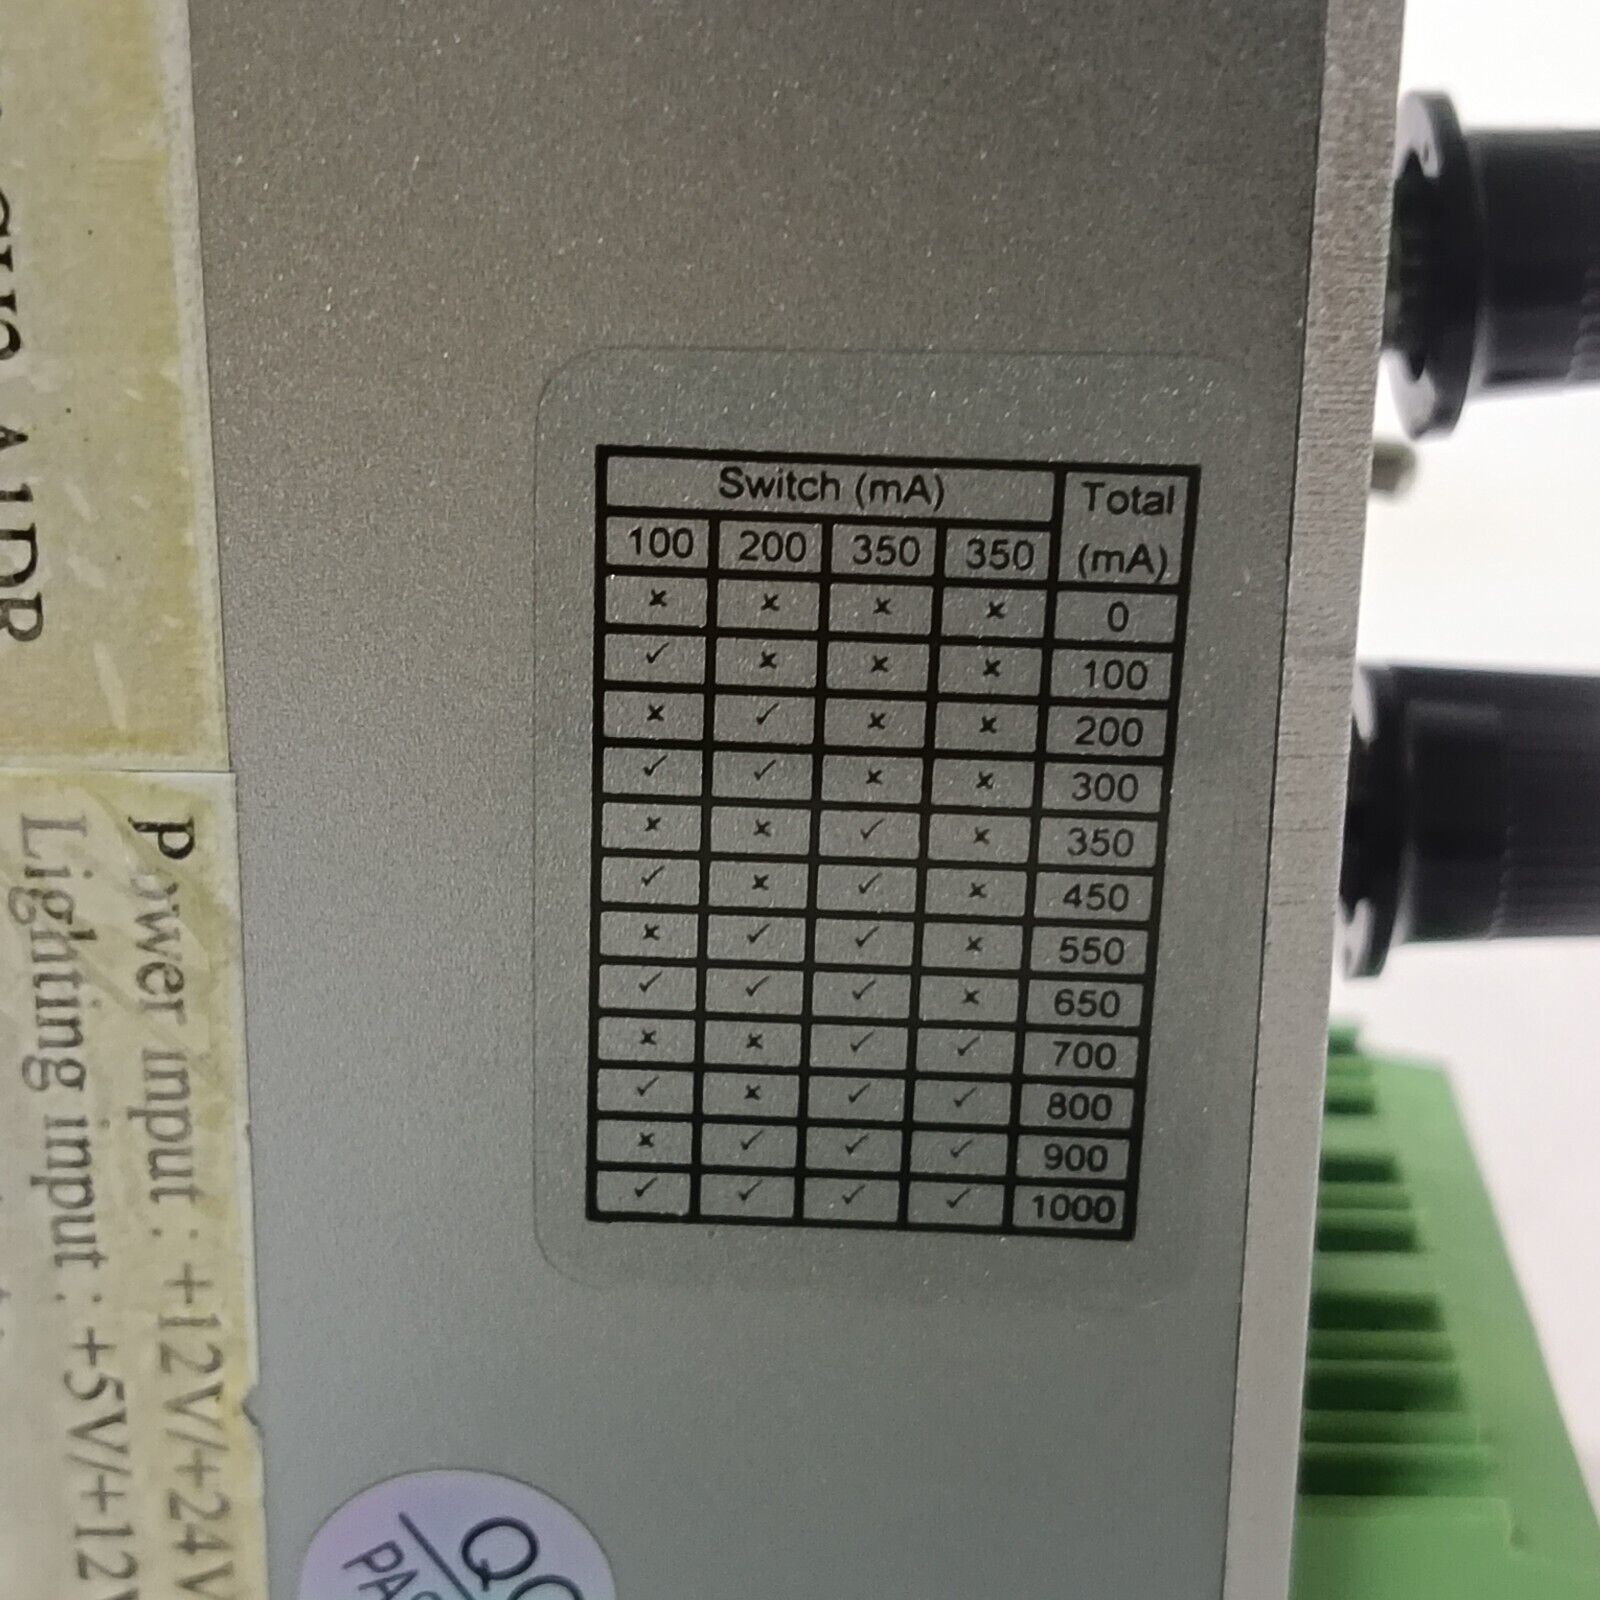 Switch (mA) Total (mA)
100 200 350 350
× × × × 0
✓ × × × 100
× ✓ × × 200
✓ ✓ × × 300
× × ✓ × 350
✓ × ✓ × 450
× ✓ ✓ × 550
✓ ✓ ✓ × 650
× × ✓ ✓ 700
✓ × ✓ ✓ 800
× ✓ ✓ ✓ 900
✓ ✓ ✓ ✓ 1000
Power input : +12V/+24V
Lighting input : +5V/+12V